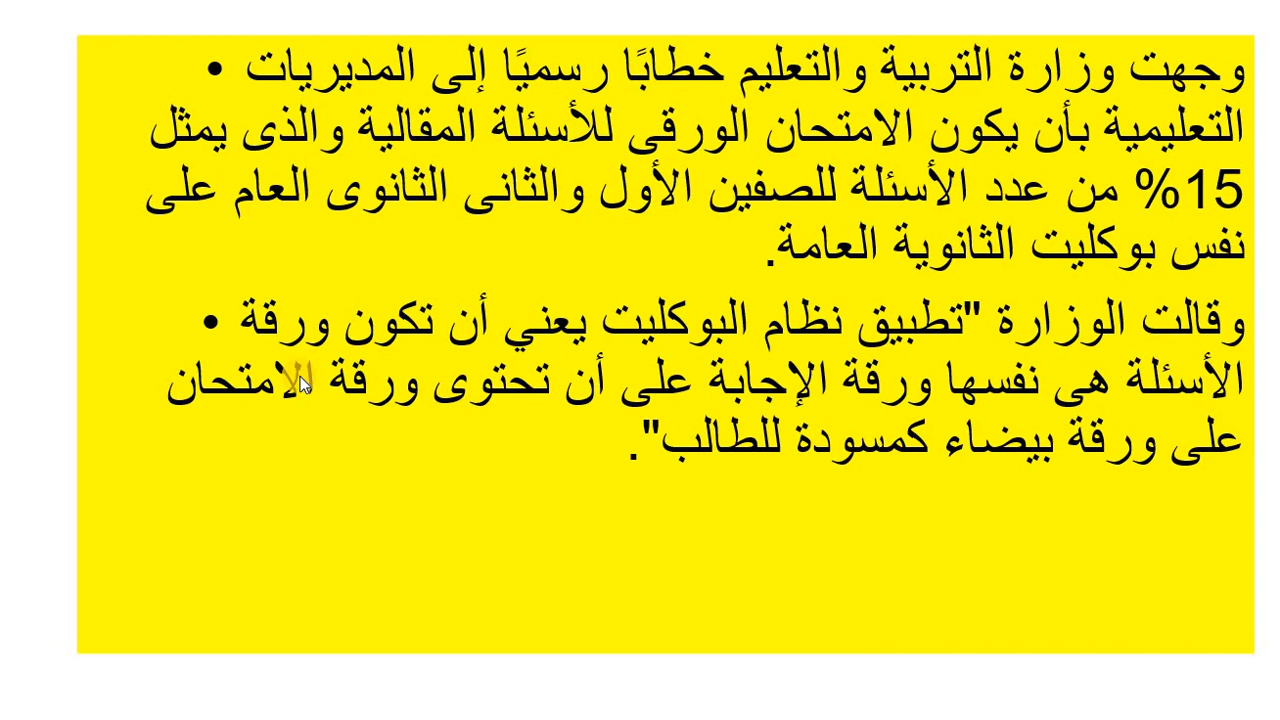 وجهت وزارة التربية والتعليم خطابًا رسميًا إلى المديريات •
التعليمية بأن يكون الامتحان الورقى للأسئلة المقالية والذى يمثل
15% من عدد الأسئلة للصفين الأول والثانى الثانوى العام على
نفس بوكليت الثانوية العامة.
وقالت الوزارة "تطبيق نظام البوكليت يعني أن تكون ورقة •
الأسئلة هى نفسها ورقة الإجابة على أن تحتوى ورقة الامتحان
على ورقة بيضاء كمسودة للطالب".